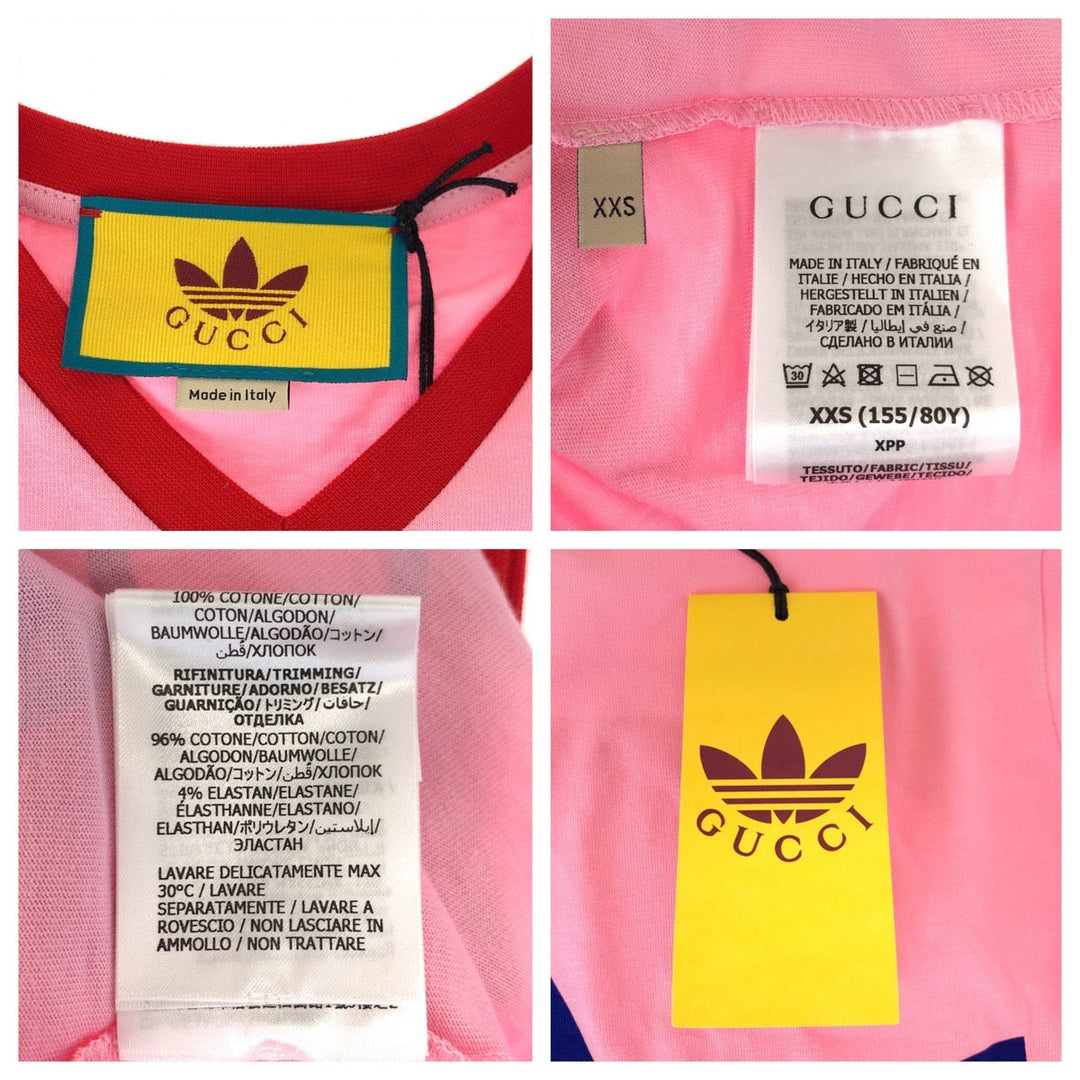 GUCCI
Made in Italy
XXS
GUCCI
MADE IN ITALY / FABRIQUÉ EN
ITALIE / HECHO EN ITALIA /
HERGESTELLT IN ITALIEN /
FABRICADO EM ITÁLIA /
イタリア製 / صنع في إيطاليا /
СДЕЛАНО В ИТАЛИИ
30
XXS (155/80Y)
XPP
TESSUTO/FABRIC/TISSU/
TEJIDO/GEWEBE/TECIDO/
100% COTONE/COTTON/
COTON/ALGODON/
BAUMWOLLE/ALGODÃO/コットン/
قُطن/ХЛОПОК
RIFINITURA/TRIMMING/
GARNITURE/ADORNO/BESATZ/
GUARNIÇÃO/トリミング/حافات/
ОТДЕЛКА
96% COTONE/COTTON/COTON/
ALGODON/BAUMWOLLE/
ALGODÃO/コットン/قُطن/ХЛОПОК
4% ELASTAN/ELASTANE/
ÉLASTHANNE/ELASTANO/
ELASTHAN/ポリウレタン/إيلاستين/
ЭЛАСТАН
LAVARE DELICATAMENTE MAX
30°C / LAVARE
SEPARATAMENTE / LAVARE A
ROVESCIO / NON LASCIARE IN
AMMOLLO / NON TRATTARE
GUCCI